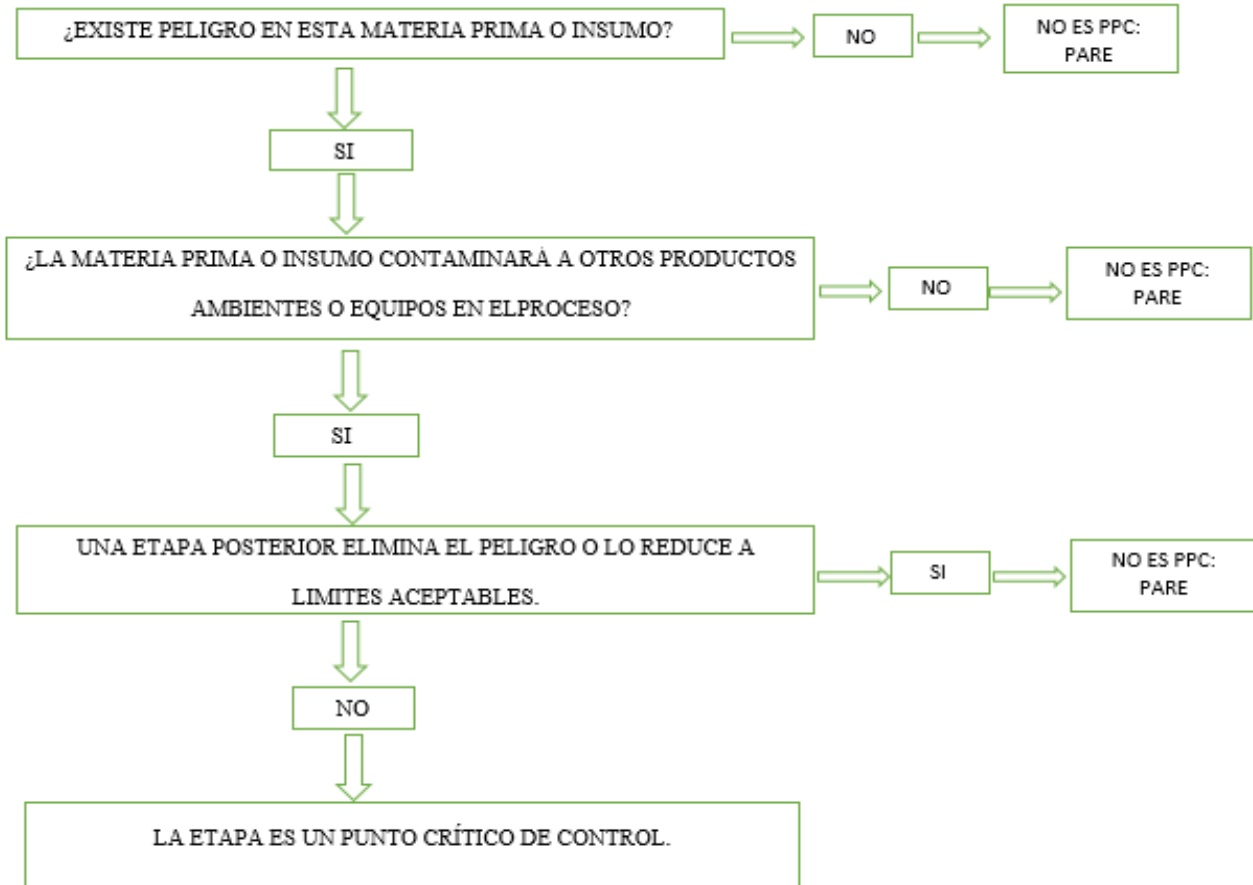 ¿EXISTE PELIGRO EN ESTA MATERIA PRIMA O INSUMO?
NO
NO ES PPC:
PARE
SI
¿LA MATERIA PRIMA O INSUMO CONTAMINARÀ A OTROS PRODUCTOS
AMBIENTES O EQUIPOS EN ELPROCESO?
NO
NO ES PPC:
PARE
SI
UNA ETAPA POSTERIOR ELIMINA EL PELIGRO O LO REDUCE A
LIMITES ACEPTABLES.
SI
NO ES PPC:
PARE
NO
LA ETAPA ES UN PUNTO CRÍTICO DE CONTROL.